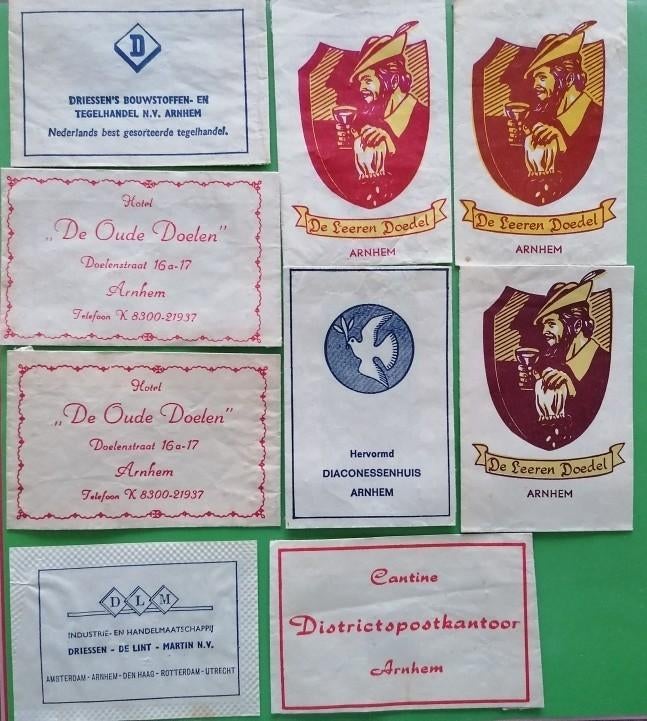 D
DRIESSEN'S BOUWSTOFFEN- EN
TEGELHANDEL N.V. ARNHEM
Nederlands best gesorteerde tegelhandel.
De Leeren Doedel
ARNHEM
De Leeren Doedel
ARNHEM
Hotel
„De Oude Doelen"
Doelenstraat 16a-17
Arnhem
Telefoon K 8300-21937
Hervormd
DIACONESSENHUIS
ARNHEM
De Leeren Doedel
ARNHEM
Hotel
„De Oude Doelen"
Doelenstraat 16a-17
Arnhem
Telefoon K 8300-21937
D L M
INDUSTRIE- EN HANDELMAATSCHAPPIJ
DRIESSEN - DE LINT - MARTIN N.V.
AMSTERDAM - ARNHEM - DEN HAAG - ROTTERDAM - UTRECHT
Cantine
Districtspostkantoor
Arnhem